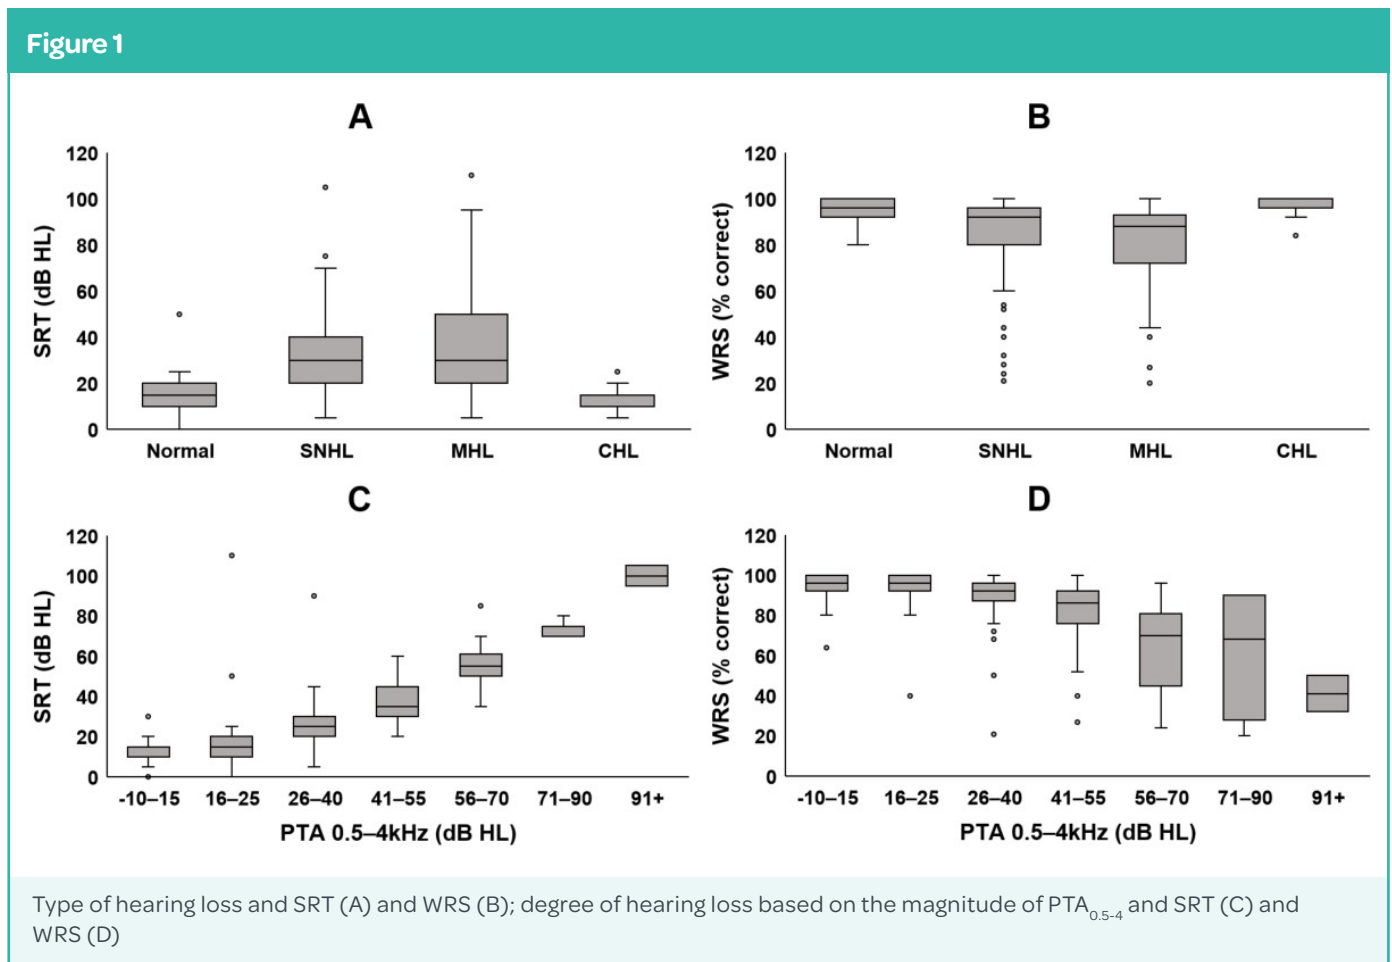 Figure 1
A
120
100
80
60
40
20
0
SRT (dB HL)
Normal SNHL MHL CHL
B
120
100
80
60
40
20
0
WRS (% correct)
Normal SNHL MHL CHL
C
120
100
80
60
40
20
0
SRT (dB HL)
-10–15 16–25 26–40 41–55 56–70 71–90 91+
PTA 0.5–4kHz (dB HL)
D
120
100
80
60
40
20
0
WRS (% correct)
-10–15 16–25 26–40 41–55 56–70 71–90 91+
PTA 0.5–4kHz (dB HL)
Type of hearing loss and SRT (A) and WRS (B); degree of hearing loss based on the magnitude of PTA0.5-4 and SRT (C) and
WRS (D)